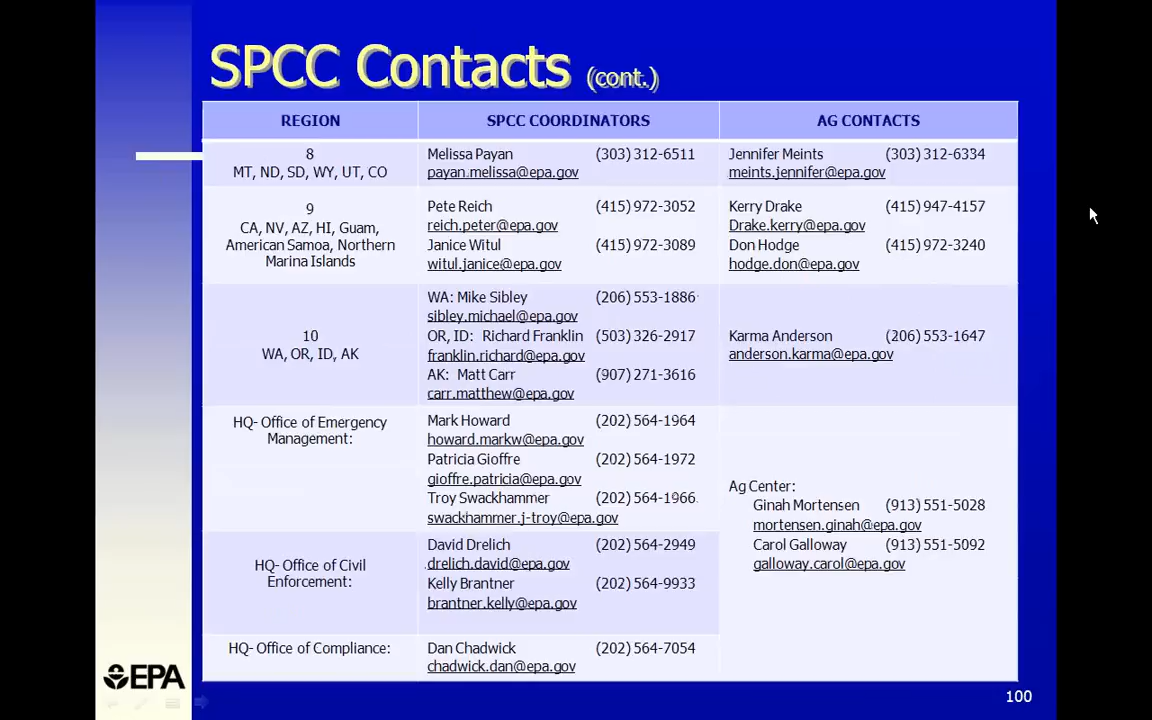 SPCC Contacts (cont.)
REGION SPCC COORDINATORS AG CONTACTS
8
MT, ND, SD, WY, UT, CO
Melissa Payan (303) 312-6511
payan.melissa@epa.gov
Jennifer Meints (303) 312-6334
meints.jennifer@epa.gov
9
CA, NV, AZ, HI, Guam,
American Samoa, Northern
Marina Islands
Pete Reich (415) 972-3052
reich.peter@epa.gov
Janice Witul (415) 972-3089
witul.janice@epa.gov
Kerry Drake (415) 947-4157
Drake.kerry@epa.gov
Don Hodge (415) 972-3240
hodge.don@epa.gov
10
WA, OR, ID, AK
WA: Mike Sibley (206) 553-1886
sibley.michael@epa.gov
OR, ID: Richard Franklin (503) 326-2917
franklin.richard@epa.gov
AK: Matt Carr (907) 271-3616
carr.matthew@epa.gov
Karma Anderson (206) 553-1647
anderson.karma@epa.gov
HQ- Office of Emergency
Management:
Mark Howard (202) 564-1964
howard.markw@epa.gov
Patricia Gioffre (202) 564-1972
gioffre.patricia@epa.gov
Troy Swackhammer (202) 564-1966
swackhammer.j-troy@epa.gov
Ag Center:
Ginah Mortensen (913) 551-5028
mortensen.ginah@epa.gov
Carol Galloway (913) 551-5092
galloway.carol@epa.gov
HQ- Office of Civil
Enforcement:
David Drelich (202) 564-2949
drelich.david@epa.gov
Kelly Brantner (202) 564-9933
brantner.kelly@epa.gov
HQ- Office of Compliance:
Dan Chadwick (202) 564-7054
chadwick.dan@epa.gov
EPA
100